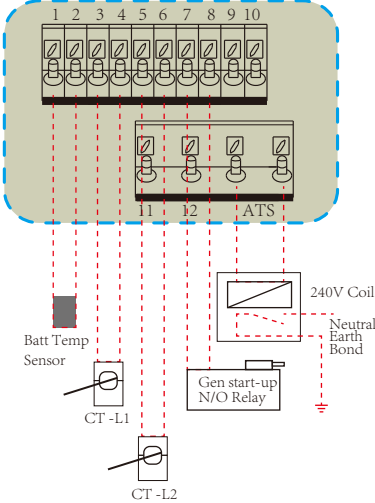 1 2 3 4 5 6 7 8 9 10
11 12 ATS
240V Coil
Neutral
Earth
Bond
Batt Temp
Sensor
Gen start-up
N/O Relay
CT -L1
CT -L2